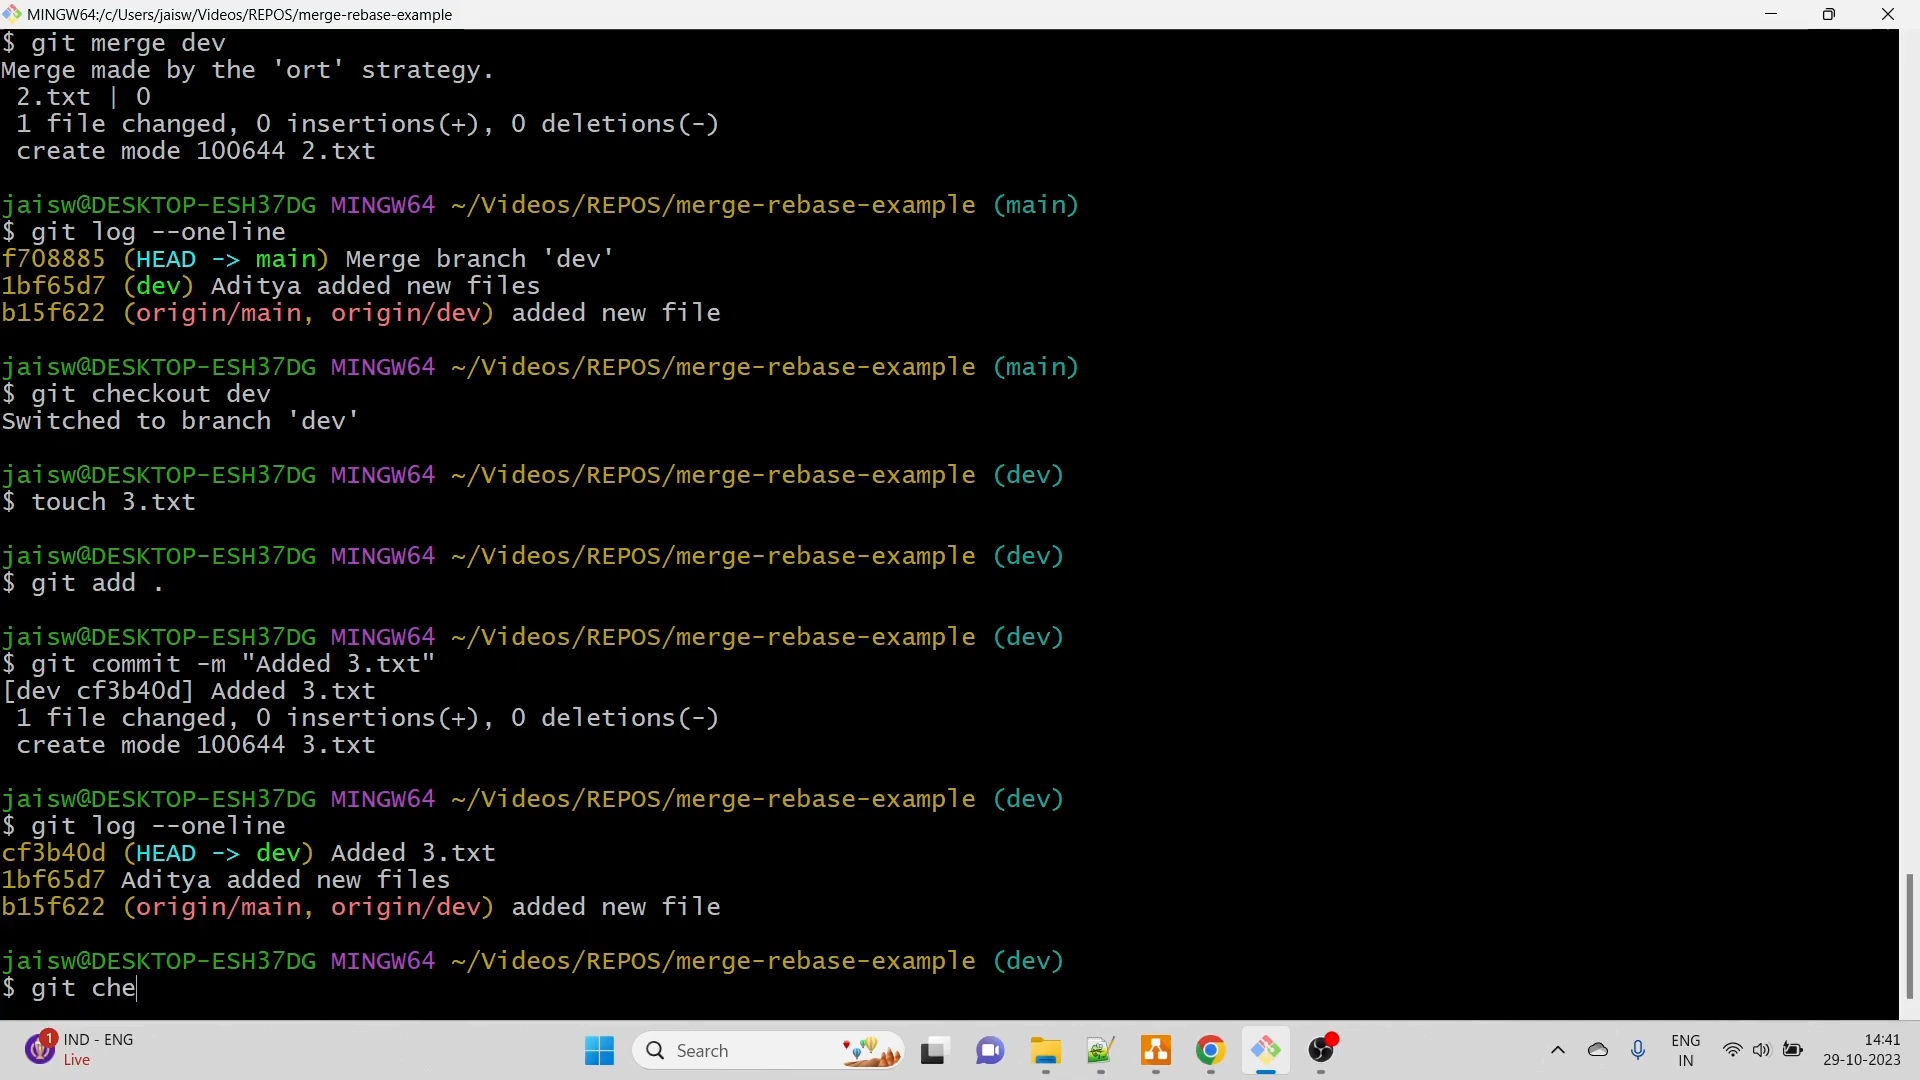 MINGW64:/c/Users/jaisw/Videos/REPOS/merge-rebase-example
$ git merge dev
Merge made by the 'ort' strategy.
 2.txt | 0
 1 file changed, 0 insertions(+), 0 deletions(-)
 create mode 100644 2.txt
jaisw@DESKTOP-ESH37DG MINGW64 ~/Videos/REPOS/merge-rebase-example (main)
$ git log --oneline
f708885 (HEAD -> main) Merge branch 'dev'
1bf65d7 (dev) Aditya added new files
b15f622 (origin/main, origin/dev) added new file
jaisw@DESKTOP-ESH37DG MINGW64 ~/Videos/REPOS/merge-rebase-example (main)
$ git checkout dev
Switched to branch 'dev'
jaisw@DESKTOP-ESH37DG MINGW64 ~/Videos/REPOS/merge-rebase-example (dev)
$ touch 3.txt
jaisw@DESKTOP-ESH37DG MINGW64 ~/Videos/REPOS/merge-rebase-example (dev)
$ git add .
jaisw@DESKTOP-ESH37DG MINGW64 ~/Videos/REPOS/merge-rebase-example (dev)
$ git commit -m "Added 3.txt"
[dev cf3b40d] Added 3.txt
 1 file changed, 0 insertions(+), 0 deletions(-)
 create mode 100644 3.txt
jaisw@DESKTOP-ESH37DG MINGW64 ~/Videos/REPOS/merge-rebase-example (dev)
$ git log --oneline
cf3b40d (HEAD -> dev) Added 3.txt
1bf65d7 Aditya added new files
b15f622 (origin/main, origin/dev) added new file
jaisw@DESKTOP-ESH37DG MINGW64 ~/Videos/REPOS/merge-rebase-example (dev)
$ git che
1 IND - ENG
Live
Search
ENG
IN
14:41
29-10-2023